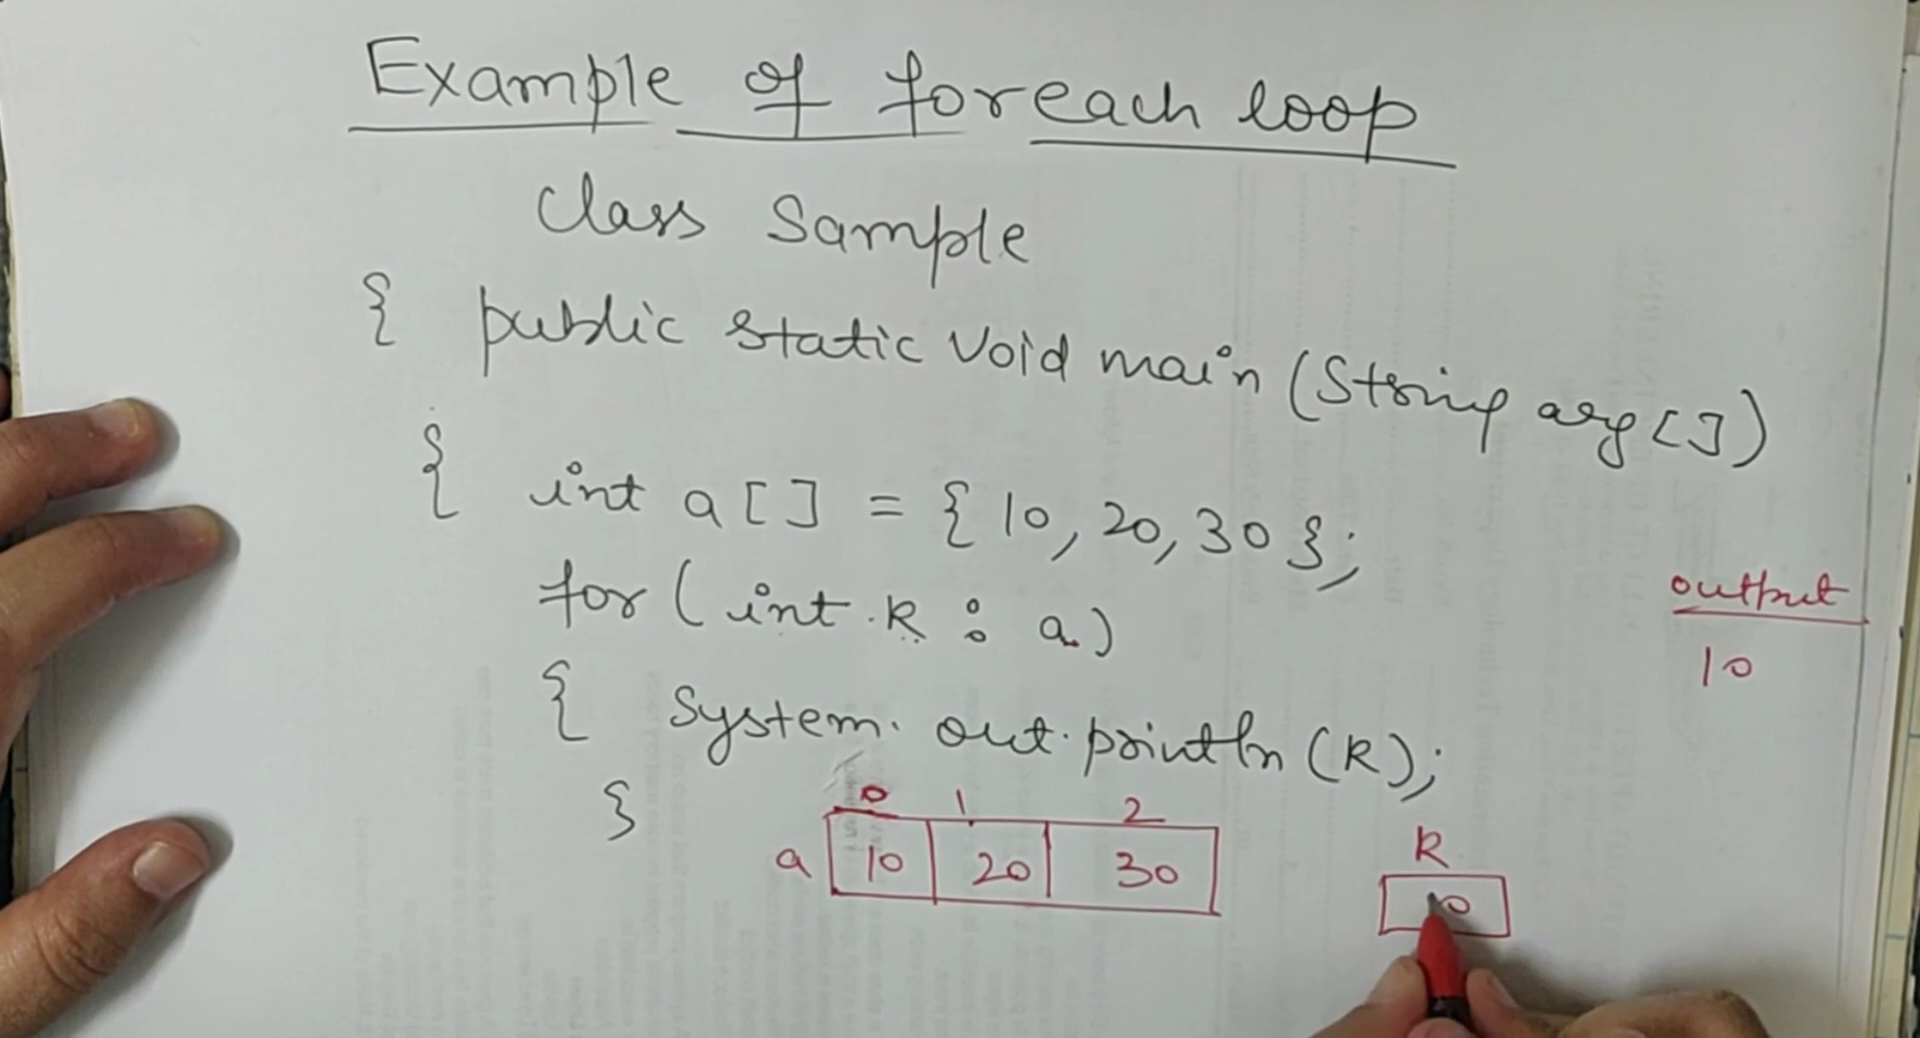 Example of foreach loop
class Sample
{ public static void main (String arg[])
{ int a[] = {10, 20, 30};
for (int R : a)
{ System.out.println (R);
}
output
10
0 1 2
a 10 20 30
R